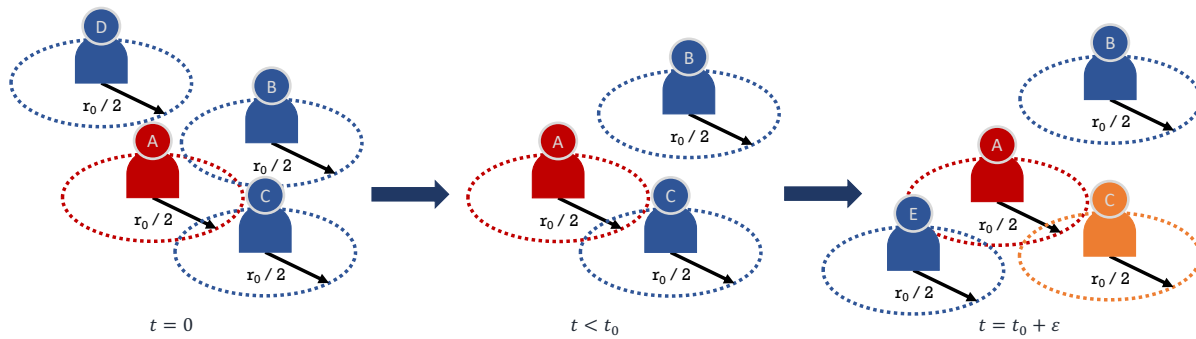 D
r₀ / 2
B
r₀ / 2
A
r₀ / 2
C
r₀ / 2
t = 0
B
r₀ / 2
A
r₀ / 2
C
r₀ / 2
t < t₀
B
r₀ / 2
A
r₀ / 2
C
r₀ / 2
E
r₀ / 2
t = t₀ + ε